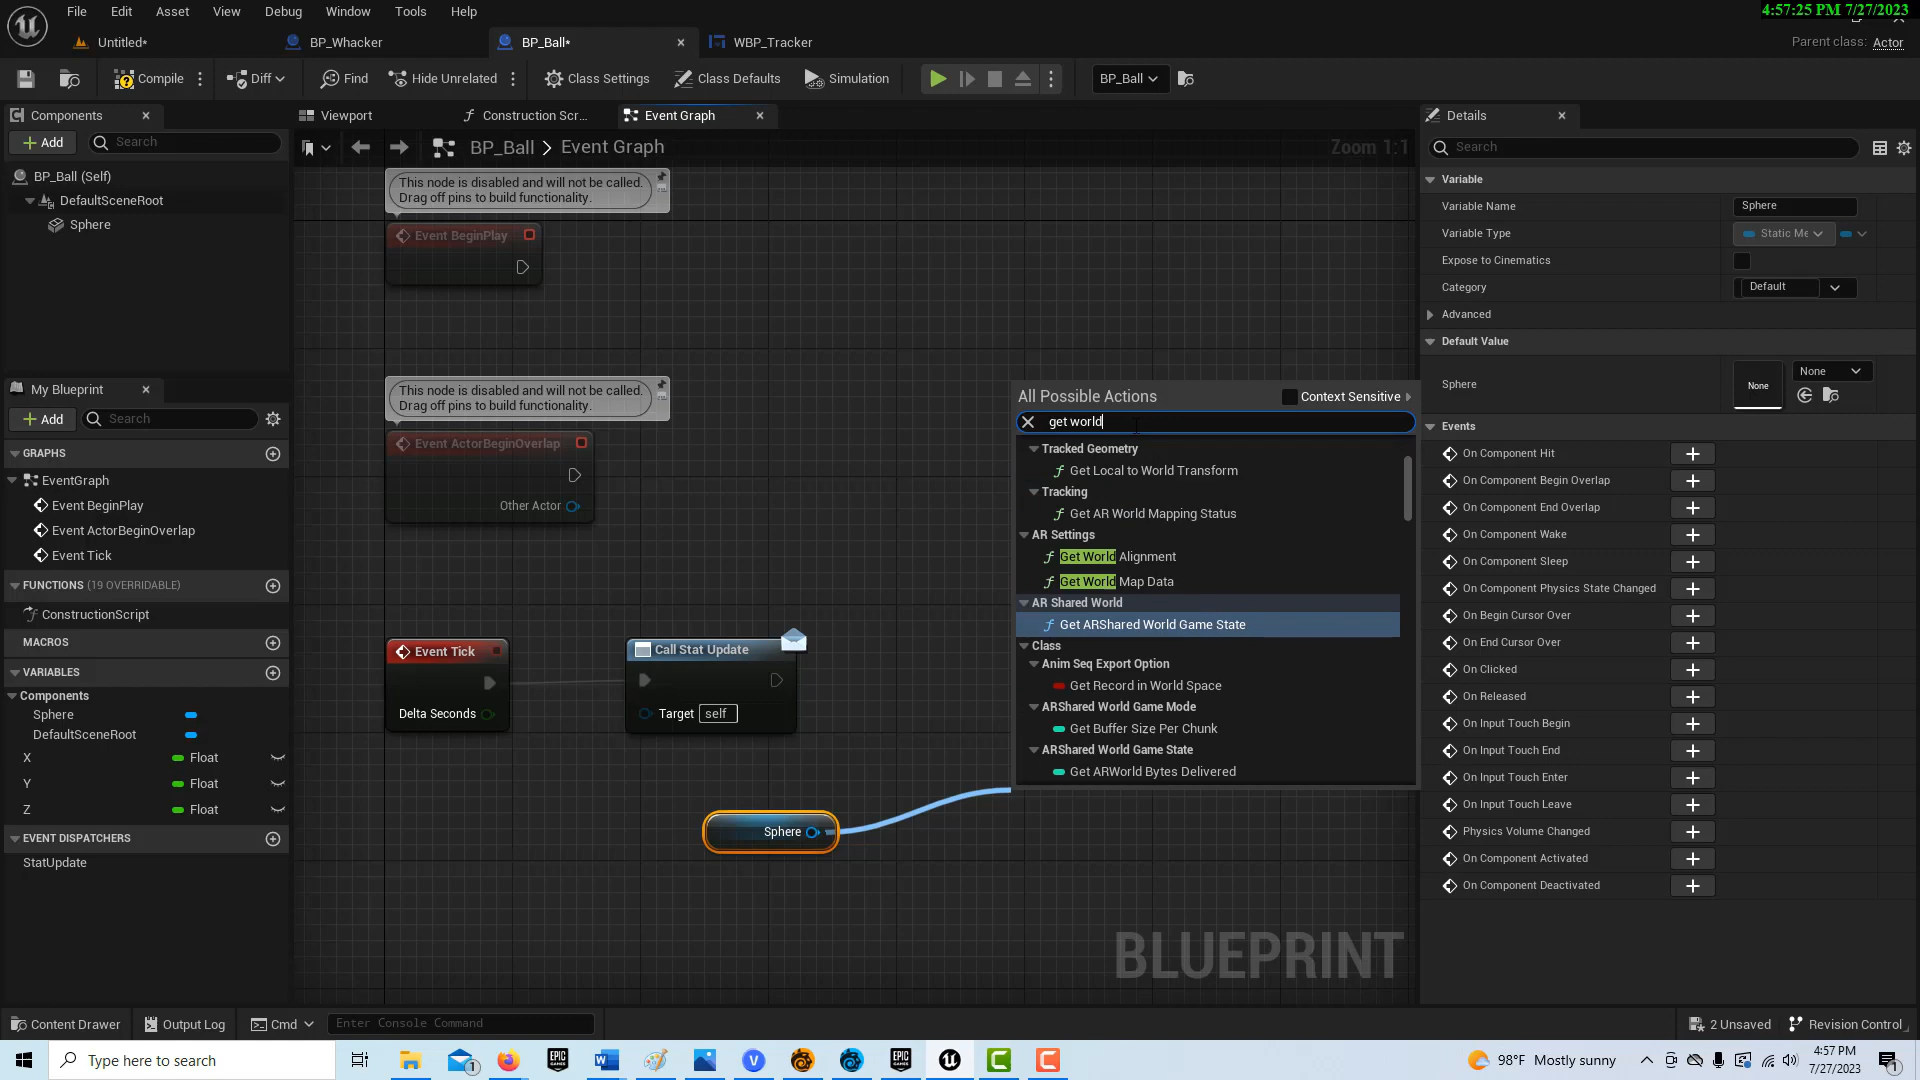 4:57:25 PM 7/27/2023
File Edit Asset View Debug Window Tools Help
Untitled* BP_Whacker BP_Ball* WBP_Tracker
Parent class: Actor
Compile Diff Find Hide Unrelated Class Settings Class Defaults Simulation BP_Ball
Components Viewport Construction Scr... Event Graph Details
Add Search
BP_Ball > Event Graph Zoom 1:1
Search
BP_Ball (Self)
DefaultSceneRoot
Sphere
This node is disabled and will not be called.
Drag off pins to build functionality.
Event BeginPlay
This node is disabled and will not be called.
Drag off pins to build functionality.
Event ActorBeginOverlap
Other Actor
My Blueprint
Add Search
GRAPHS
EventGraph
Event BeginPlay
Event ActorBeginOverlap
Event Tick
FUNCTIONS (19 OVERRIDABLE)
ConstructionScript
MACROS
VARIABLES
Components
Sphere
DefaultSceneRoot
X Float
Y Float
Z Float
EVENT DISPATCHERS
StatUpdate
Event Tick
Delta Seconds
Call Stat Update
Target self
Sphere
All Possible Actions Context Sensitive
get world
Tracked Geometry
Get Local to World Transform
Tracking
Get AR World Mapping Status
AR Settings
Get World Alignment
Get World Map Data
AR Shared World
Get ARShared World Game State
Class
Anim Seq Export Option
Get Record in World Space
ARShared World Game Mode
Get Buffer Size Per Chunk
ARShared World Game State
Get ARWorld Bytes Delivered
BLUEPRINT
Variable
Variable Name Sphere
Variable Type Static Me
Expose to Cinematics
Category Default
Advanced
Default Value
Sphere None None
Events
On Component Hit
On Component Begin Overlap
On Component End Overlap
On Component Wake
On Component Sleep
On Component Physics State Changed
On Begin Cursor Over
On End Cursor Over
On Clicked
On Released
On Input Touch Begin
On Input Touch End
On Input Touch Enter
On Input Touch Leave
Physics Volume Changed
On Component Activated
On Component Deactivated
Content Drawer Output Log Cmd Enter Console Command 2 Unsaved Revision Control
Type here to search
98°F Mostly sunny
4:57 PM
7/27/2023